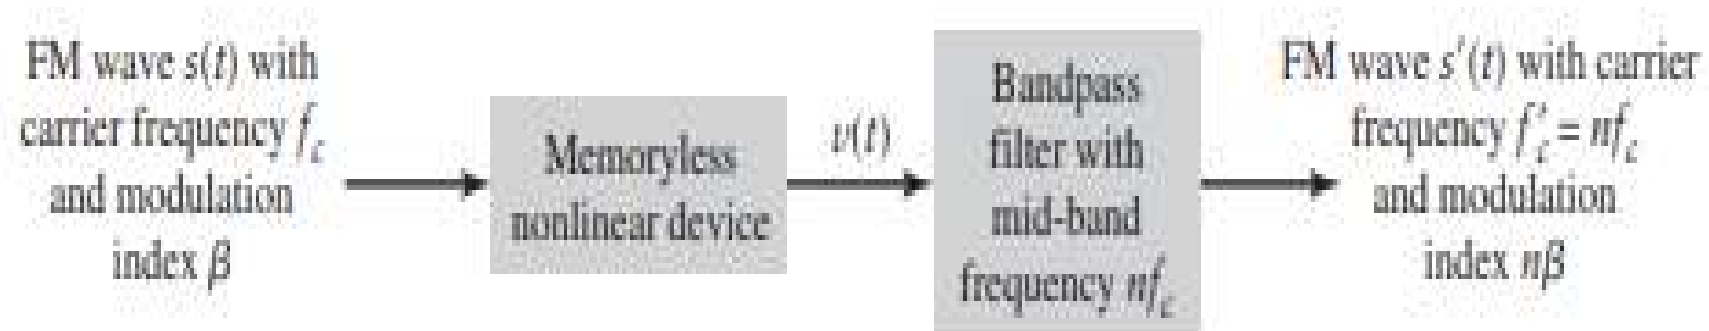 FM wave s(t) with
carrier frequency f_c
and modulation
index β
Memoryless
nonlinear device
v(t)
Bandpass
filter with
mid-band
frequency nf_c
FM wave s′(t) with carrier
frequency f′_c = nf_c
and modulation
index nβ